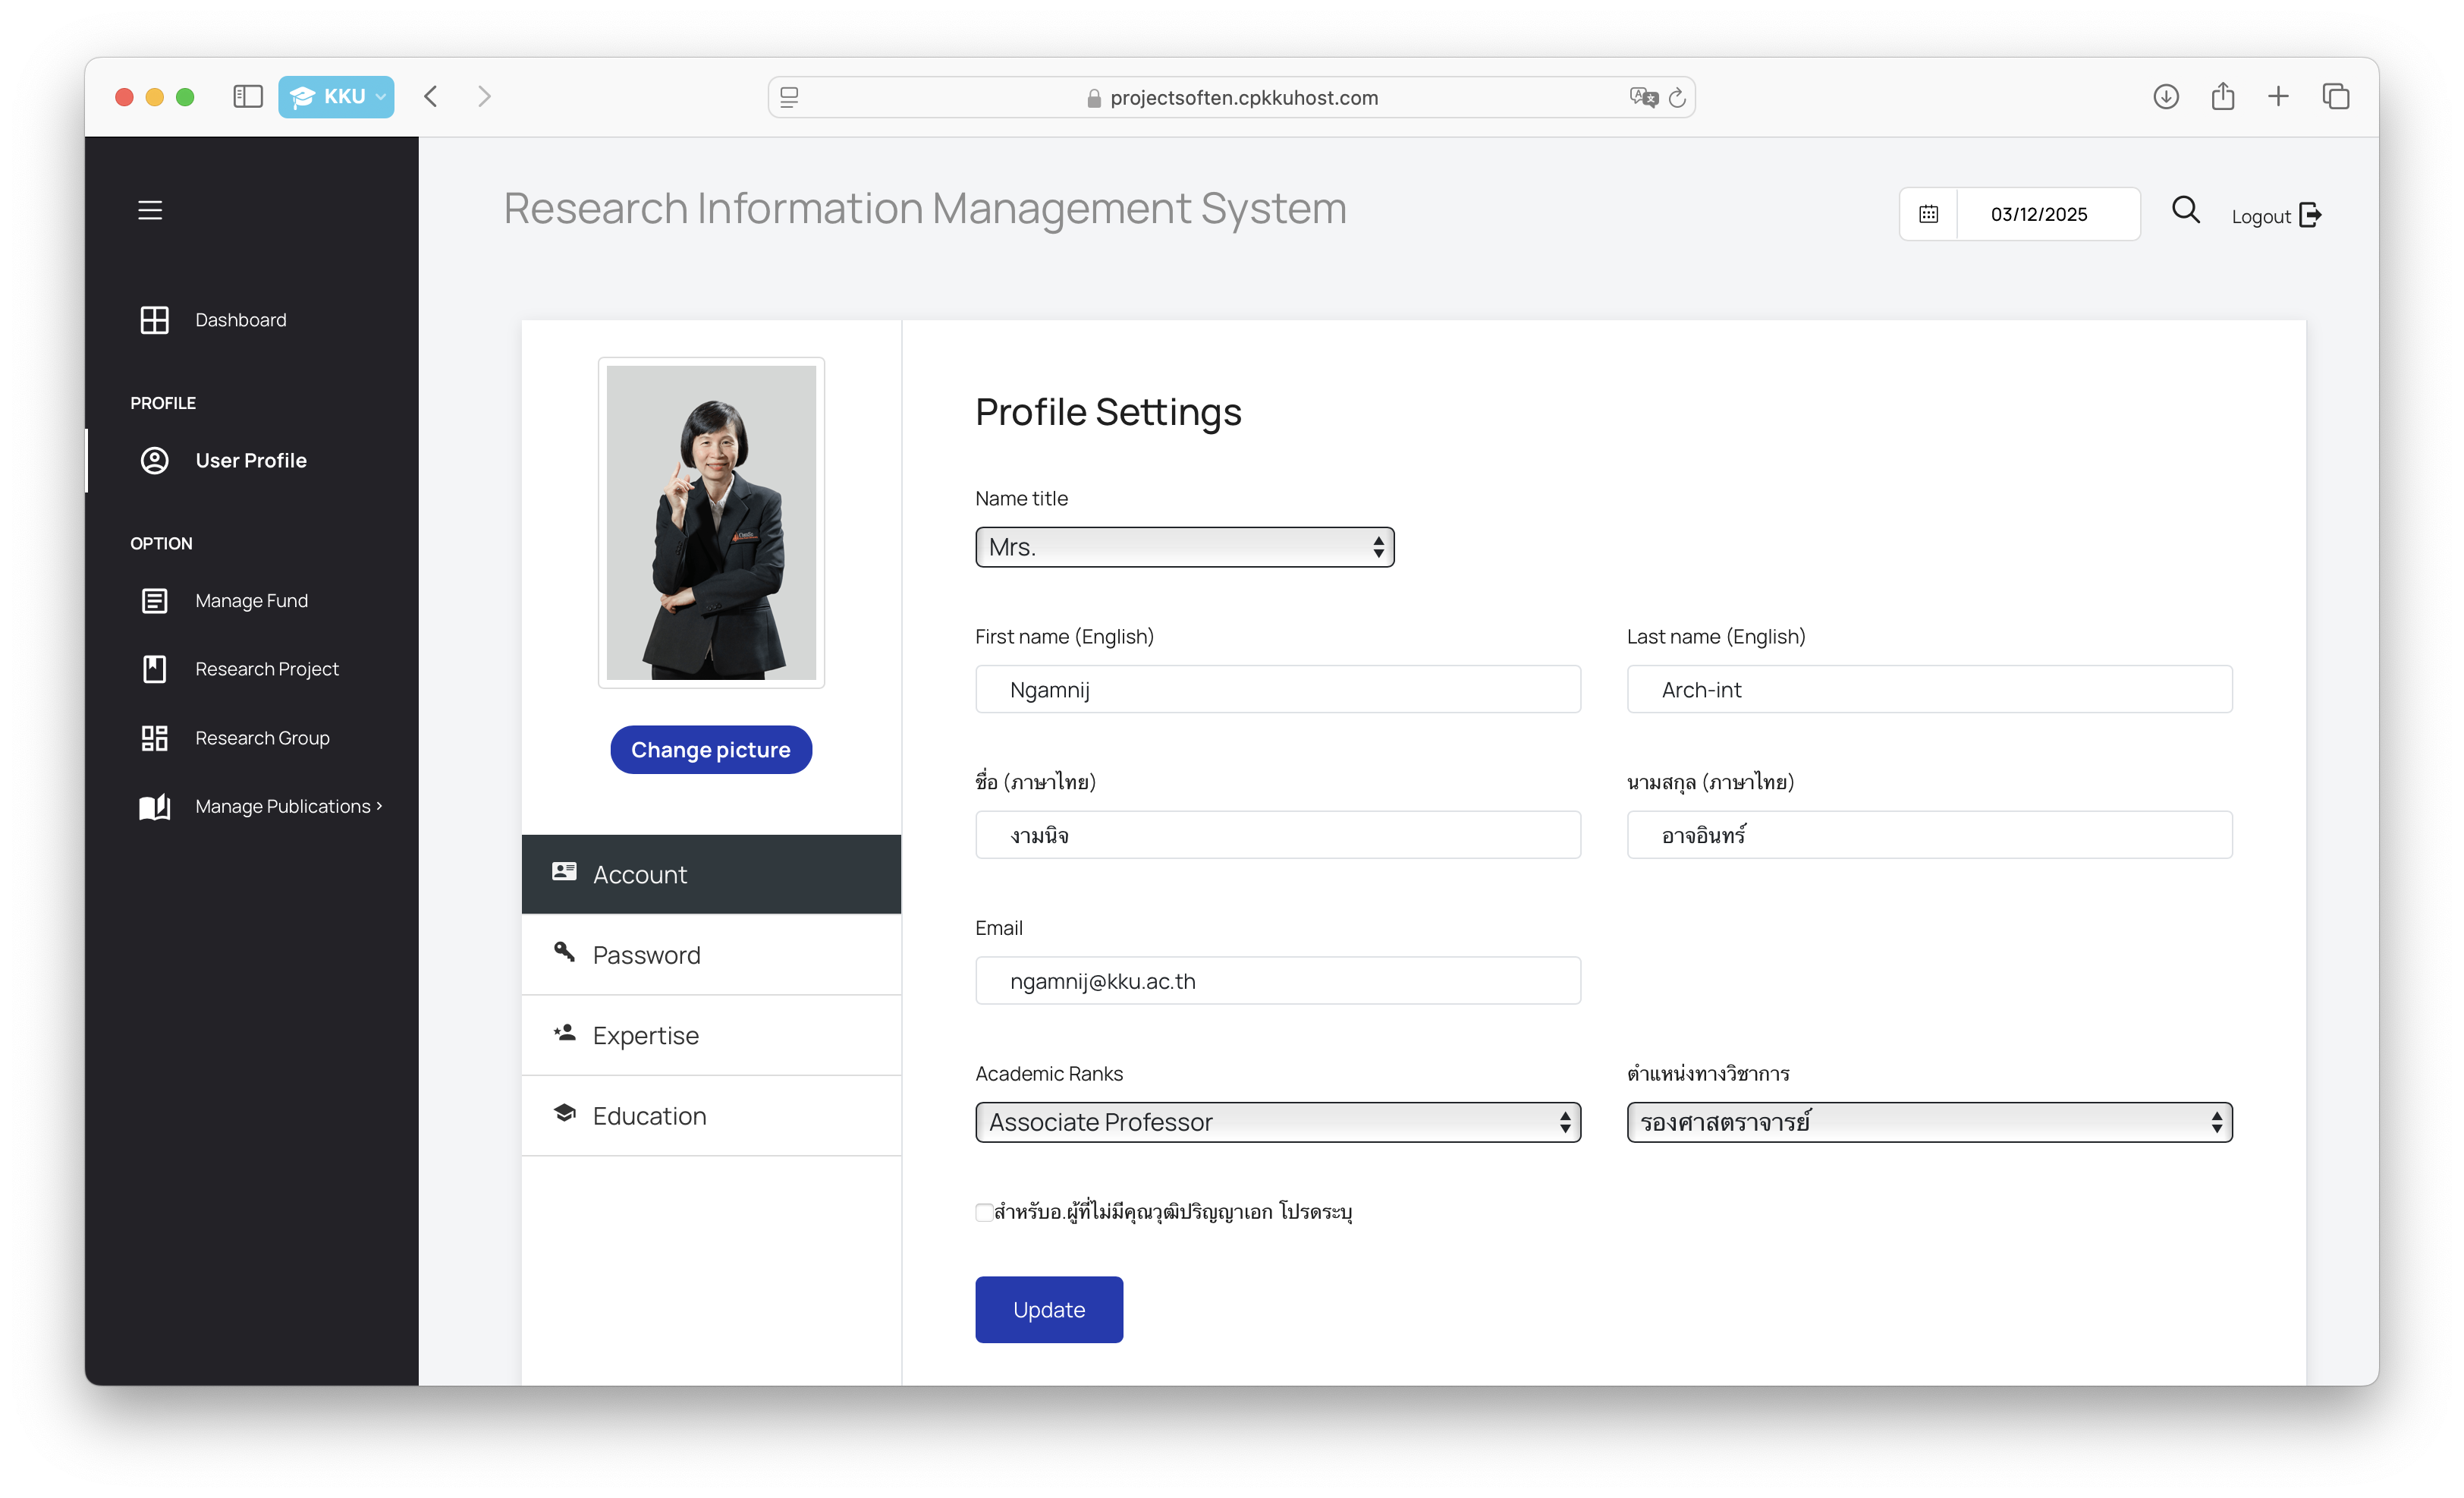 KKU
projectsoften.cpkkuhost.com
Research Information Management System
03/12/2025
Logout
Dashboard
PROFILE
User Profile
OPTION
Manage Fund
Research Project
Research Group
Manage Publications
Change picture
Account
Password
Expertise
Education
Profile Settings
Name title
Mrs.
First name (English)
Last name (English)
Ngamnij
Arch-int
ชื่อ (ภาษาไทย)
นามสกุล (ภาษาไทย)
งามนิจ
อาจอินทร์
Email
ngamnij@kku.ac.th
Academic Ranks
ตำแหน่งทางวิชาการ
Associate Professor
รองศาสตราจารย์
สำหรับอ.ผู้ที่ไม่มีคุณวุฒิปริญญาเอก โปรดระบุ
Update